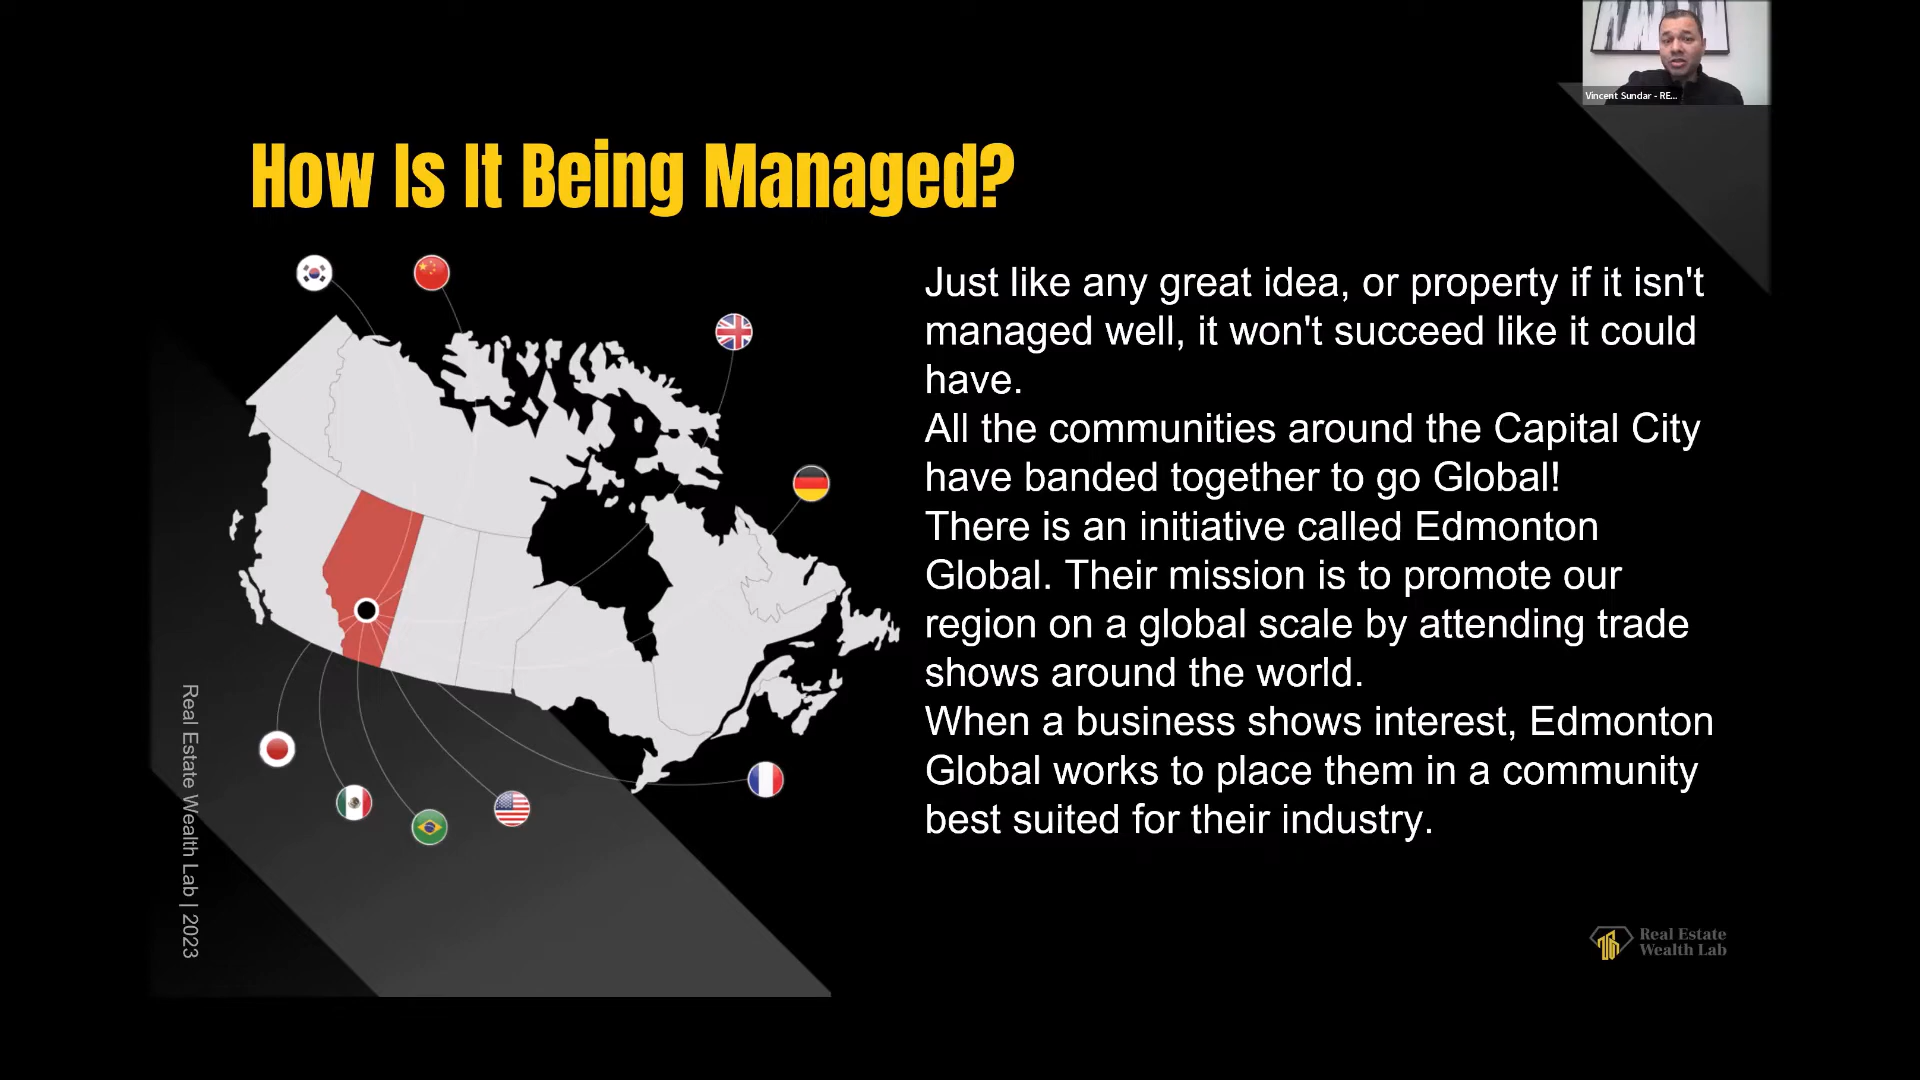 Vincent Sundar - RE...
How Is It Being Managed?
Just like any great idea, or property if it isn't
managed well, it won't succeed like it could
have.
All the communities around the Capital City
have banded together to go Global!
There is an initiative called Edmonton
Global. Their mission is to promote our
region on a global scale by attending trade
shows around the world.
When a business shows interest, Edmonton
Global works to place them in a community
best suited for their industry.
Real Estate Wealth Lab | 2023
Real Estate
Wealth Lab